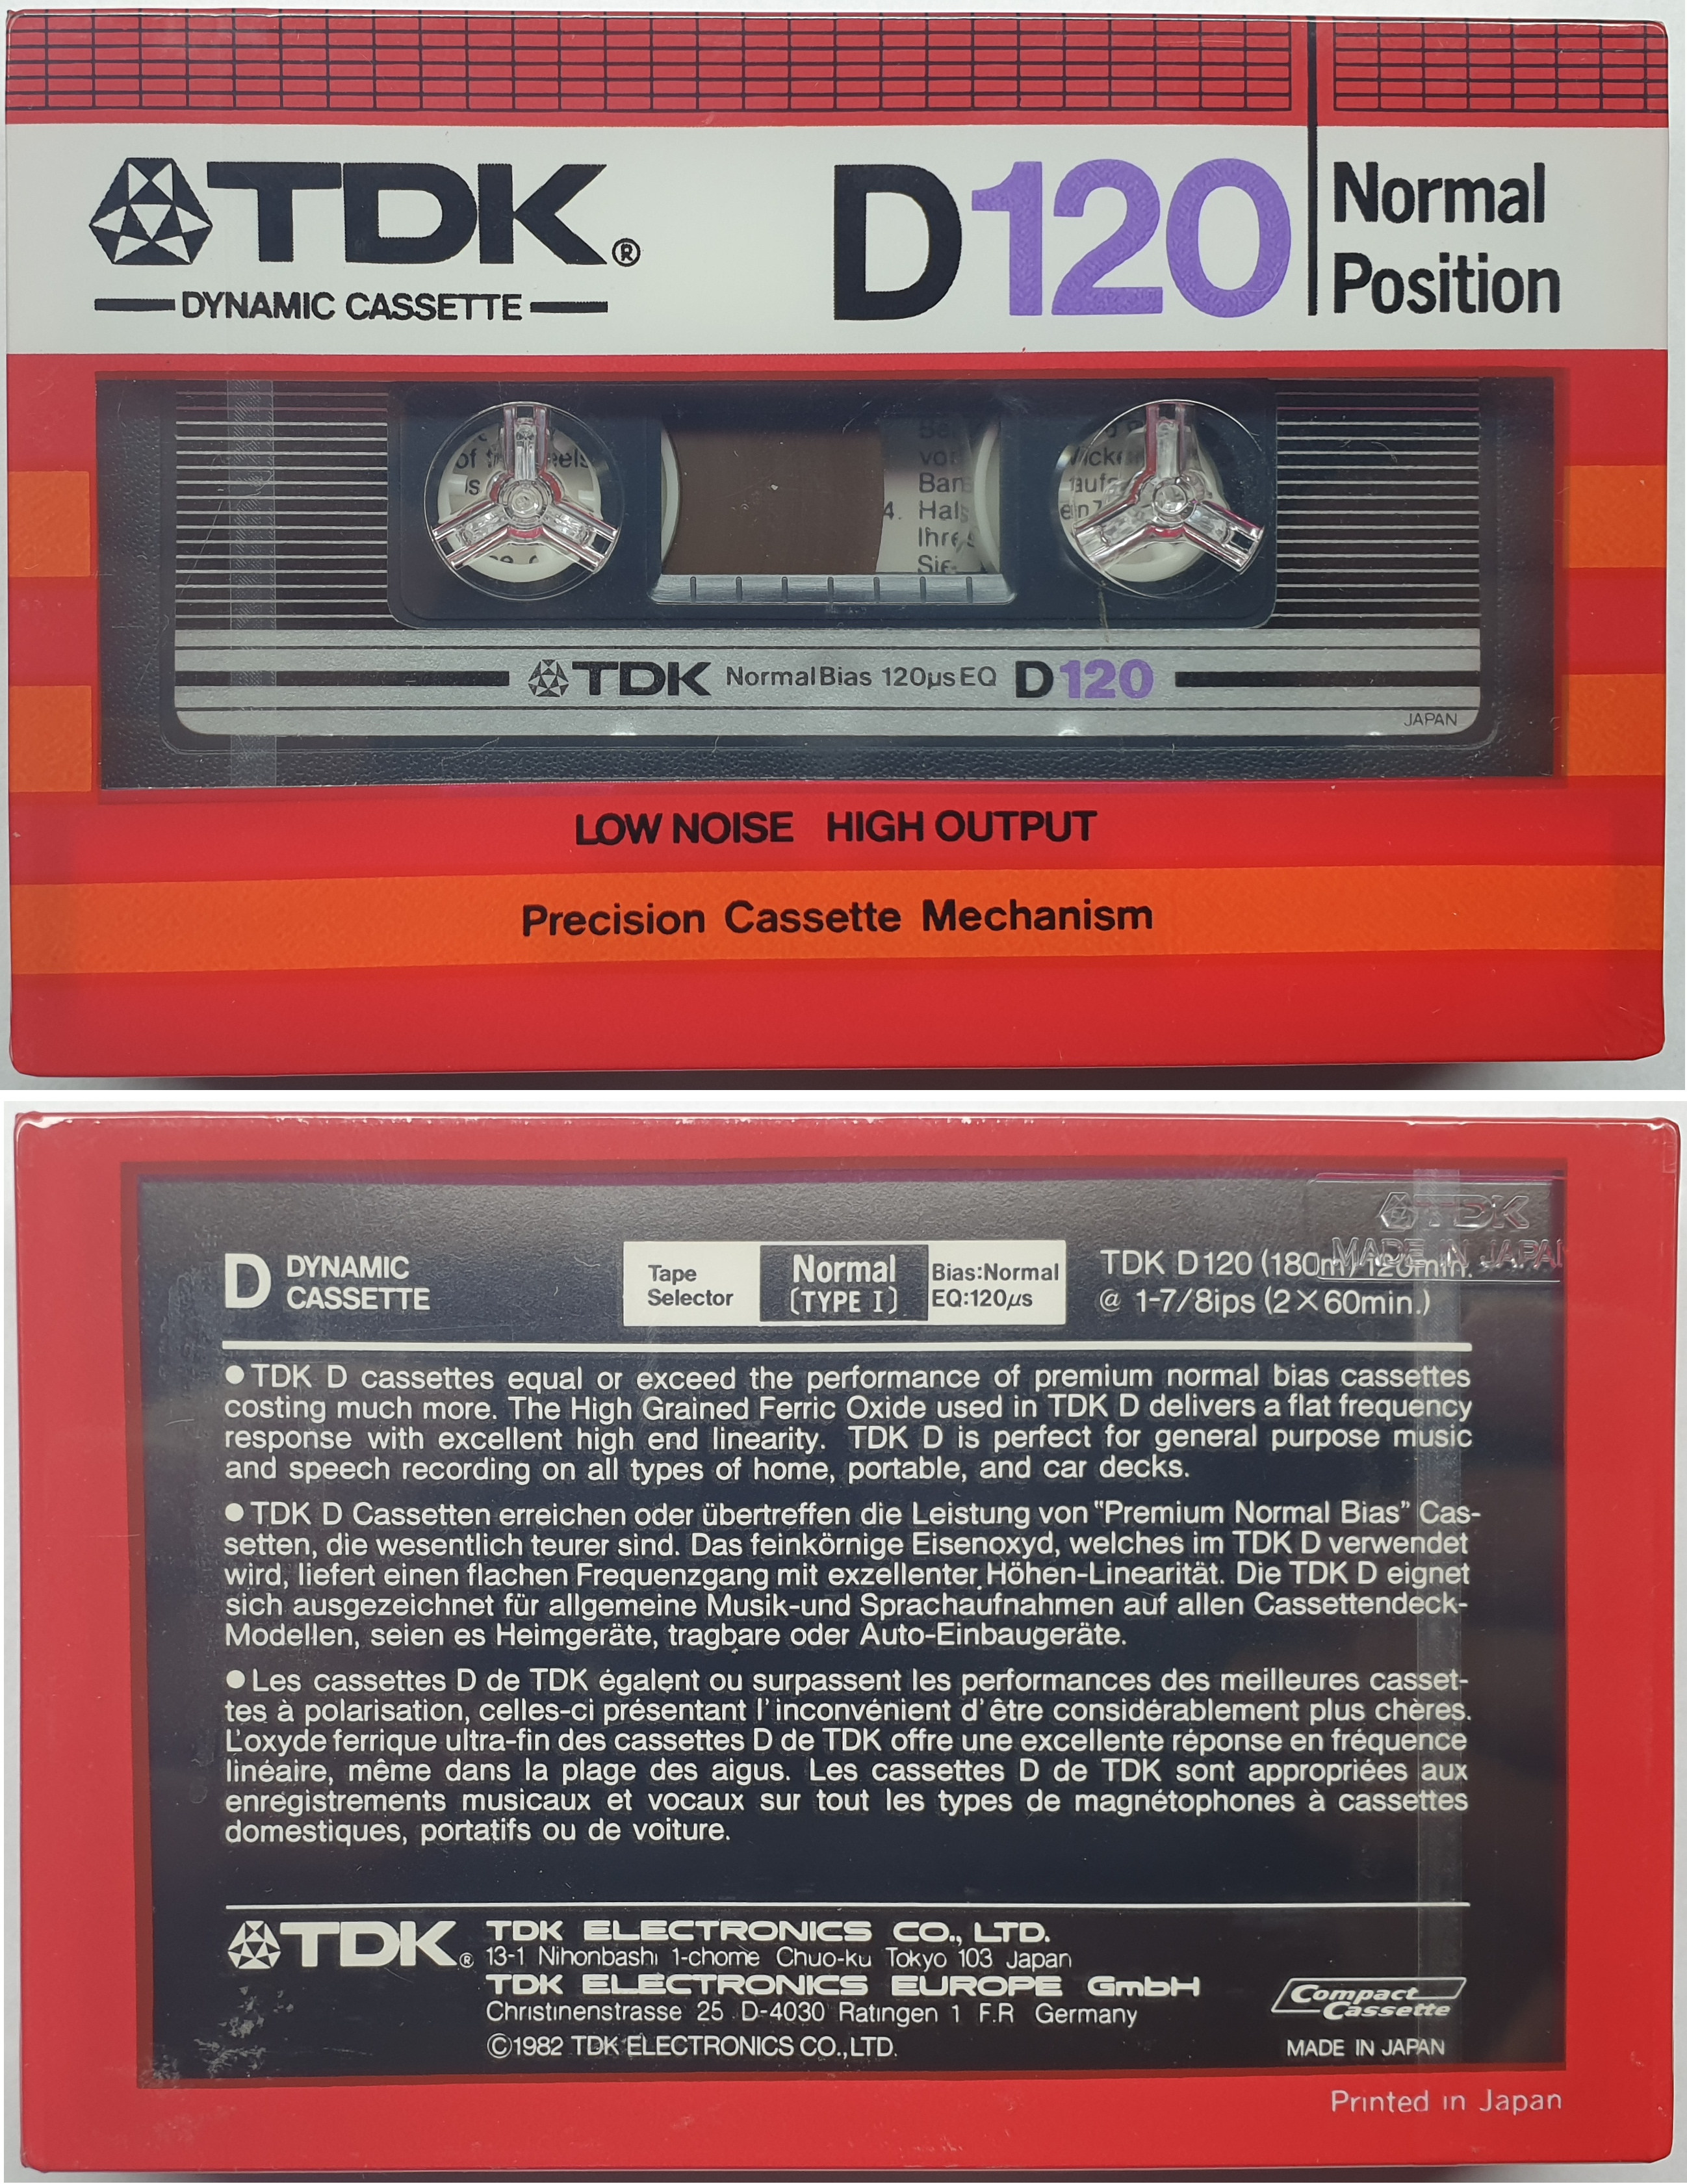 TDK®
DYNAMIC CASSETTE
D120
Normal
Position
of reels
is
Ban
4. Hal
Ihre
Sie
TDK Normal Bias 120µs EQ D120
JAPAN
LOW NOISE HIGH OUTPUT
Precision Cassette Mechanism
TDK
MADE IN JAPAN
D DYNAMIC
CASSETTE
Tape
Selector
Normal
(TYPE I)
Bias:Normal
EQ:120µs
TDK D120 (180m/120min.
@ 1-7/8ips (2×60min.)
●TDK D cassettes equal or exceed the performance of premium normal bias cassettes
costing much more. The High Grained Ferric Oxide used in TDK D delivers a flat frequency
response with excellent high end linearity. TDK D is perfect for general purpose music
and speech recording on all types of home, portable, and car decks.
●TDK D Cassetten erreichen oder übertreffen die Leistung von "Premium Normal Bias" Cas-
setten, die wesentlich teurer sind. Das feinkörnige Eisenoxyd, welches im TDK D verwendet
wird, liefert einen flachen Frequenzgang mit exzellenter Höhen-Linearität. Die TDK D eignet
sich ausgezeichnet für allgemeine Musik-und Sprachaufnahmen auf allen Cassettendeck-
Modellen, seien es Heimgeräte, tragbare oder Auto-Einbaugeräte.
●Les cassettes D de TDK égalent ou surpassent les performances des meilleures casset-
tes à polarisation, celles-ci présentant l'inconvénient d'être considérablement plus chères.
L'oxyde ferrique ultra-fin des cassettes D de TDK offre une excellente réponse en fréquence
linéaire, même dans la plage des aigus. Les cassettes D de TDK sont appropriées aux
enregistrements musicaux et vocaux sur tout les types de magnétophones à cassettes
domestiques, portatifs ou de voiture.
TDK®
TDK ELECTRONICS CO., LTD.
13-1 Nihonbashi 1-chome Chuo-ku Tokyo 103 Japan
TDK ELECTRONICS EUROPE GmbH
Christinenstrasse 25 D-4030 Ratingen 1 F.R Germany
©1982 TDK ELECTRONICS CO.,LTD.
Compact
Cassette
MADE IN JAPAN
Printed in Japan